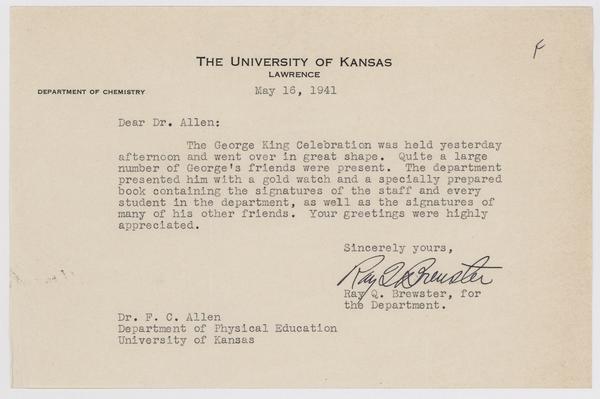 F
THE UNIVERSITY OF KANSAS
LAWRENCE
DEPARTMENT OF CHEMISTRY
May 16, 1941
Dear Dr. Allen:
The George King Celebration was held yesterday
afternoon and went over in great shape. Quite a large
number of George's friends were present. The department
presented him with a gold watch and a specially prepared
book containing the signatures of the staff and every
student in the department, as well as the signatures of
many of his other friends. Your greetings were highly
appreciated.
Sincerely yours,
Ray Q Brewster
Ray Q. Brewster, for
the Department.
Dr. F. C. Allen
Department of Physical Education
University of Kansas